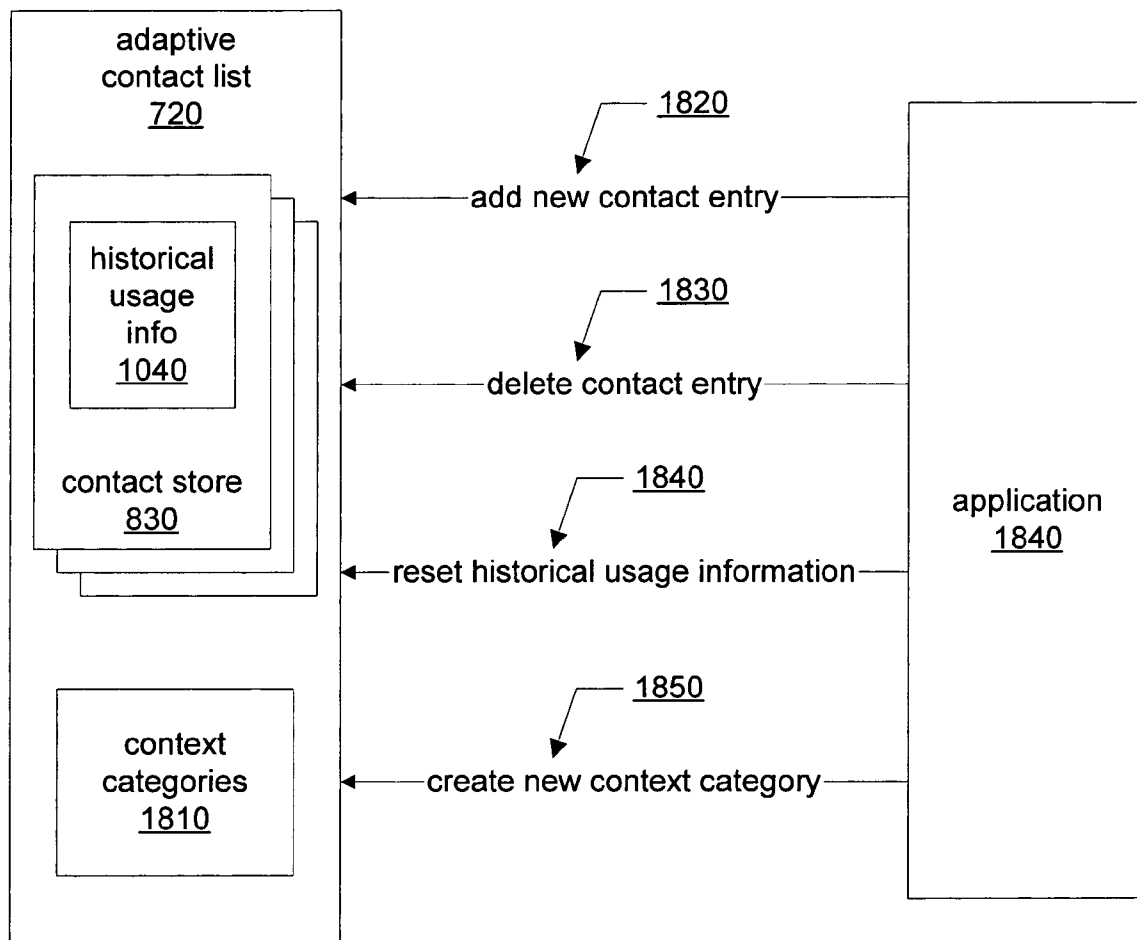 adaptive
contact list
720
historical
usage
info
1040
contact store
830
context
categories
1810
1820
add new contact entry
1830
delete contact entry
1840
reset historical usage information
1850
create new context category
application
1840